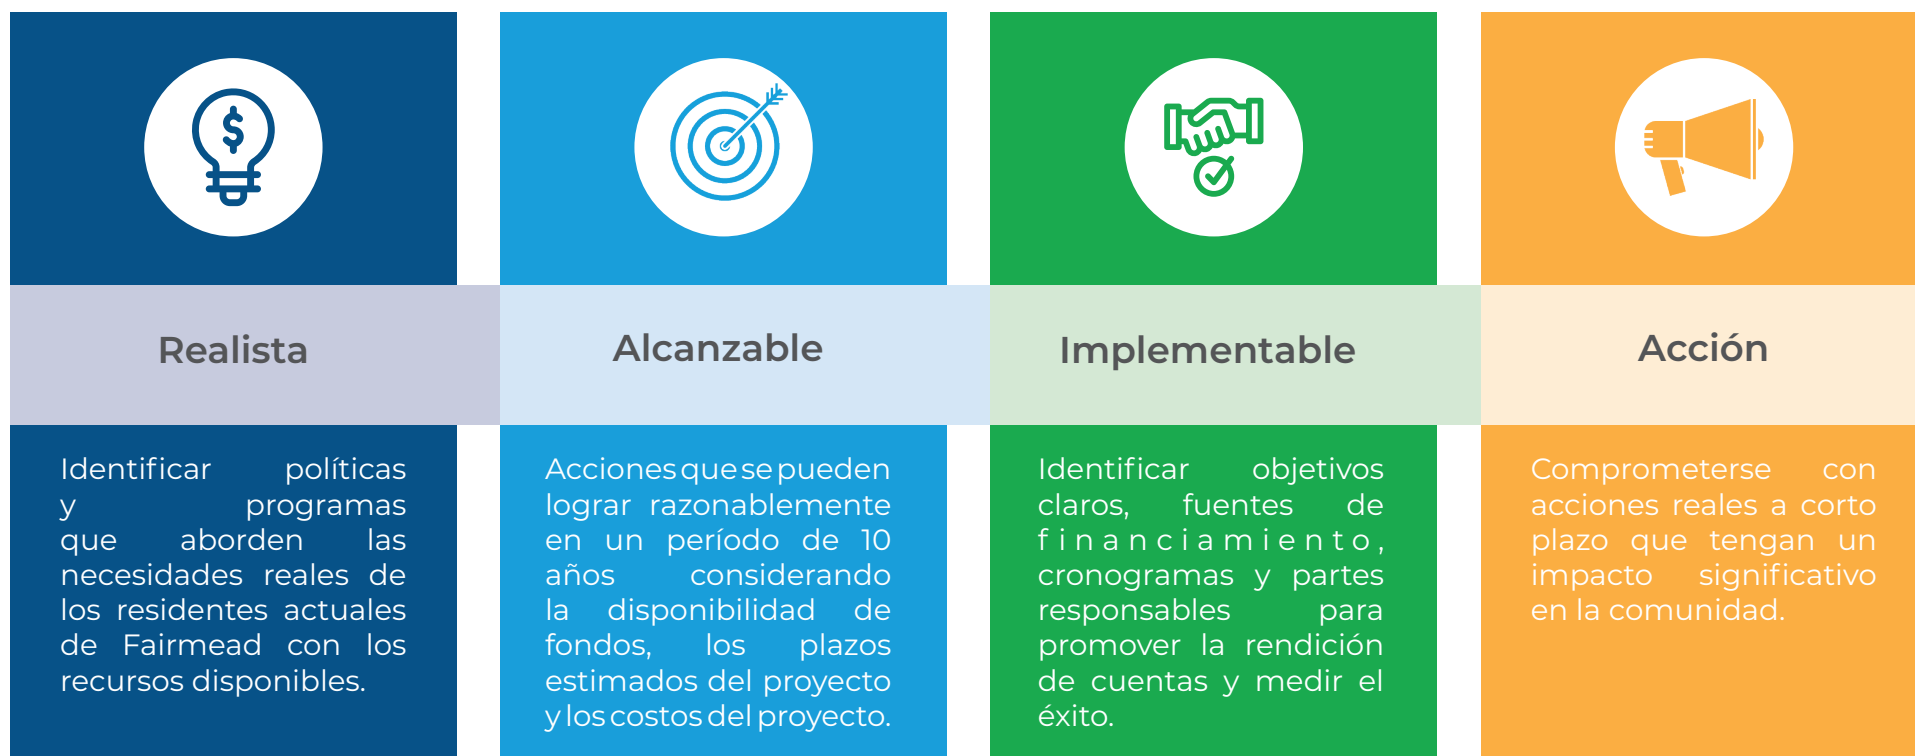 Realista
Identificar políticas
y programas
que aborden las
necesidades reales de
los residentes actuales
de Fairmead con los
recursos disponibles.
Alcanzable
Acciones que se pueden
lograr razonablemente
en un período de 10
años considerando
la disponibilidad de
fondos, los plazos
estimados del proyecto
y los costos del proyecto.
Implementable
Identificar objetivos
claros, fuentes de
financiamiento,
cronogramas y partes
responsables para
promover la rendición
de cuentas y medir el
éxito.
Acción
Comprometerse con
acciones reales a corto
plazo que tengan un
impacto significativo
en la comunidad.